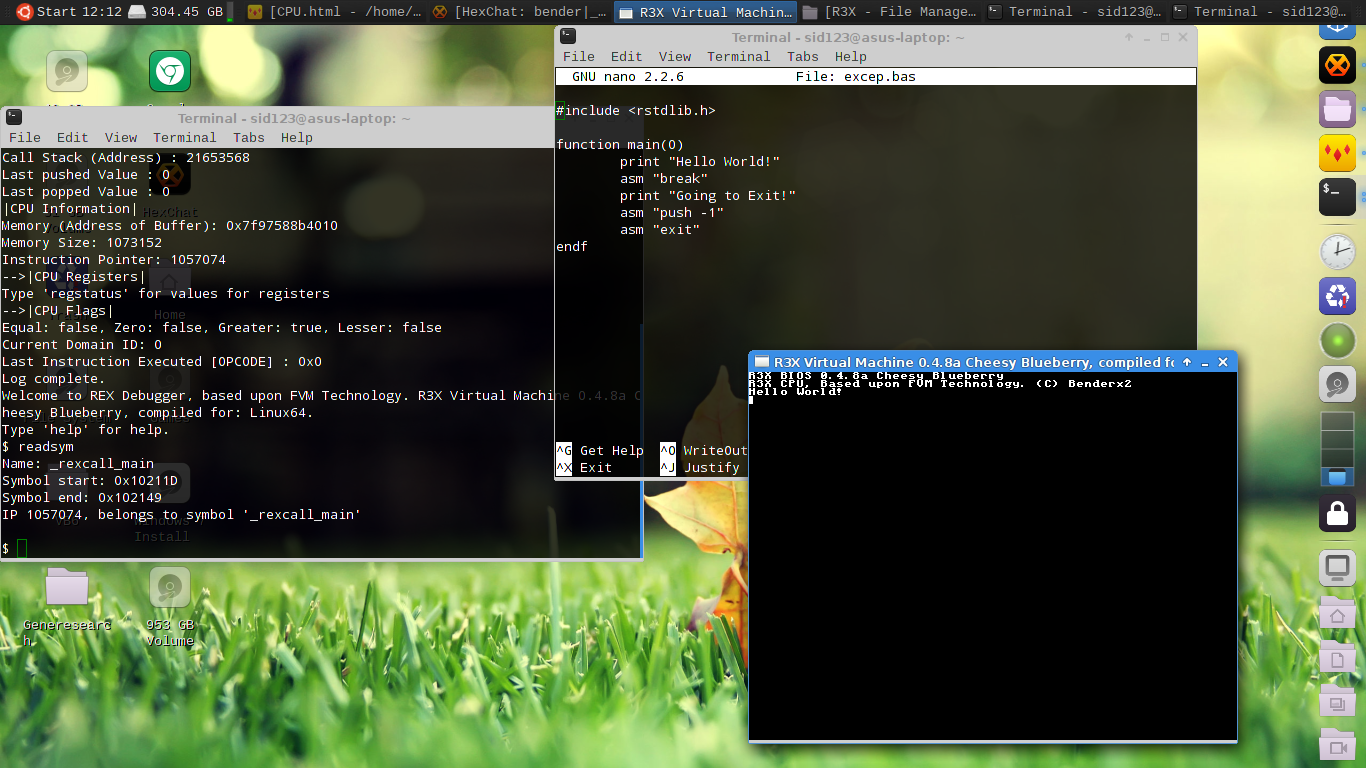 Start 12:12 304.45 GB [CPU.html - /home/... [HexChat: bender|_... R3X Virtual Machin... [R3X - File Manage... Terminal - sid123@... Terminal - sid123@...
Terminal - sid123@asus-laptop: ~
File Edit View Terminal Tabs Help
GNU nano 2.2.6 File: excep.bas
#include <rstdlib.h>
function main(0)
print "Hello World!"
asm "break"
print "Going to Exit!"
asm "push -1"
asm "exit"
endf
^G Get Help ^O WriteOut
^X Exit ^J Justify
Terminal - sid123@asus-laptop: ~
File Edit View Terminal Tabs Help
Call Stack (Address) : 21653568
Last pushed Value : 0
Last popped Value : 0
|CPU Information|
Memory (Address of Buffer): 0x7f97588b4010
Memory Size: 1073152
Instruction Pointer: 1057074
-->|CPU Registers|
Type 'regstatus' for values for registers
-->|CPU Flags|
Equal: false, Zero: false, Greater: true, Lesser: false
Current Domain ID: 0
Last Instruction Executed [OPCODE] : 0x0
Log complete.
Welcome to REX Debugger, based upon FVM Technology. R3X Virtual Machine 0.4.8a C
heesy Blueberry, compiled for: Linux64.
Type 'help' for help.
$ readsym
Name: _rexcall_main
Symbol start: 0x10211D
Symbol end: 0x102149
IP 1057074, belongs to symbol '_rexcall_main'
$
HexChat
Home
Windows 7
Install
R3X Virtual Machine 0.4.8a Cheesy Blueberry, compiled fo
R3X BIOS 0.4.8a Cheesy Blueberry
R3X CPU, Based upon FVM Technology. (C) Benderx2
Hello World!
Generesearc
h
953 GB
Volume